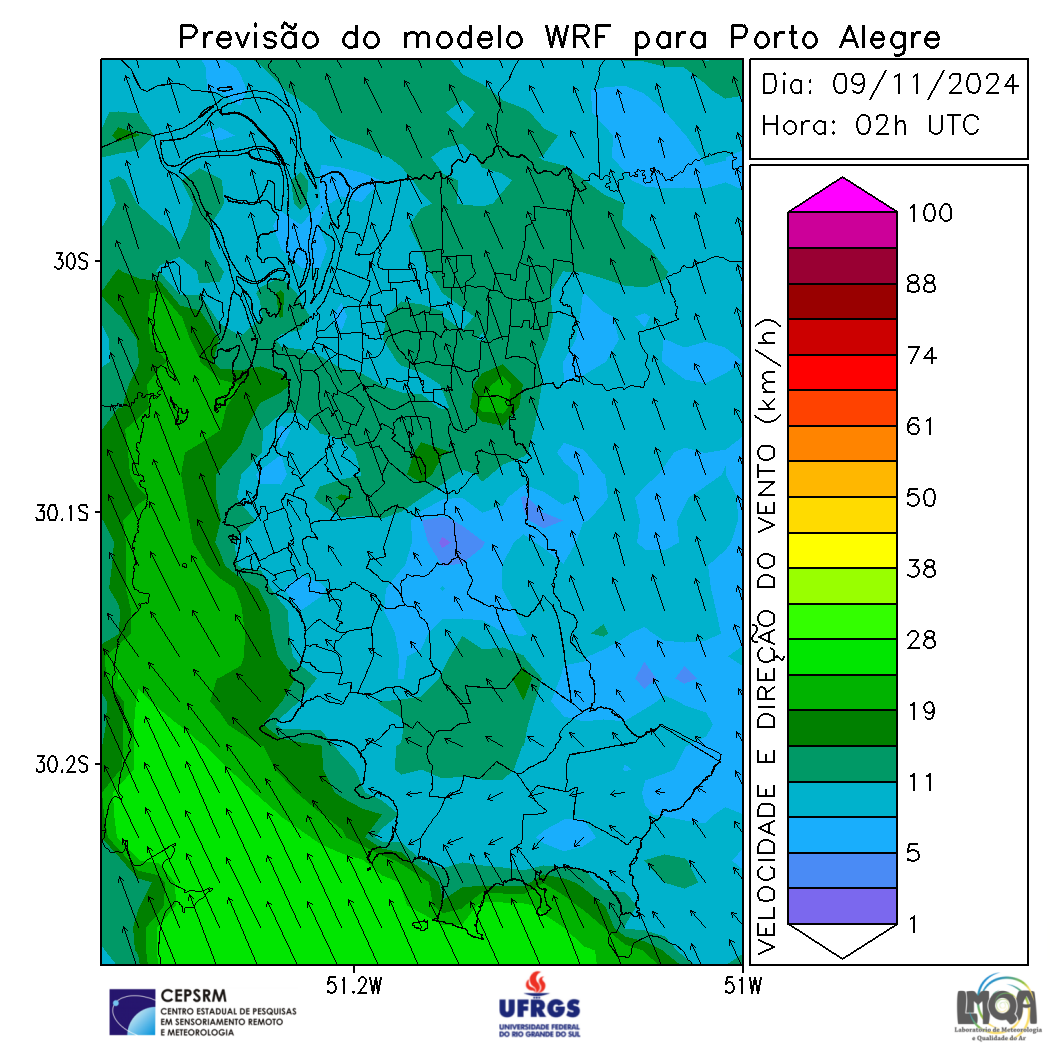 Previsão do modelo WRF para Porto Alegre
Dia: 09/11/2024
Hora: 02h UTC
30S
30.1S
30.2S
51.2W
51W
VELOCIDADE E DIREÇÃO DO VENTO (km/h)
100
88
74
61
50
38
28
19
11
5
1
CEPSRM
CENTRO ESTADUAL DE PESQUISAS
EM SENSORIAMENTO REMOTO
E METEOROLOGIA
UFRGS
UNIVERSIDADE FEDERAL
DO RIO GRANDE DO SUL
LMQA
Laboratório de Meteorologia
e Qualidade do Ar